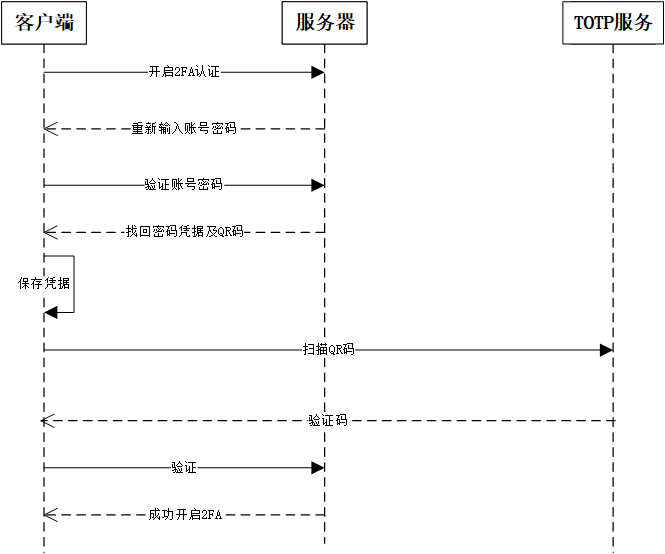 客户端
服务器
TOTP服务
开启2FA认证
重新输入账号密码
验证账号密码
找回密码凭据及QR码
保存凭据
扫描QR码
验证码
验证
成功开启2FA